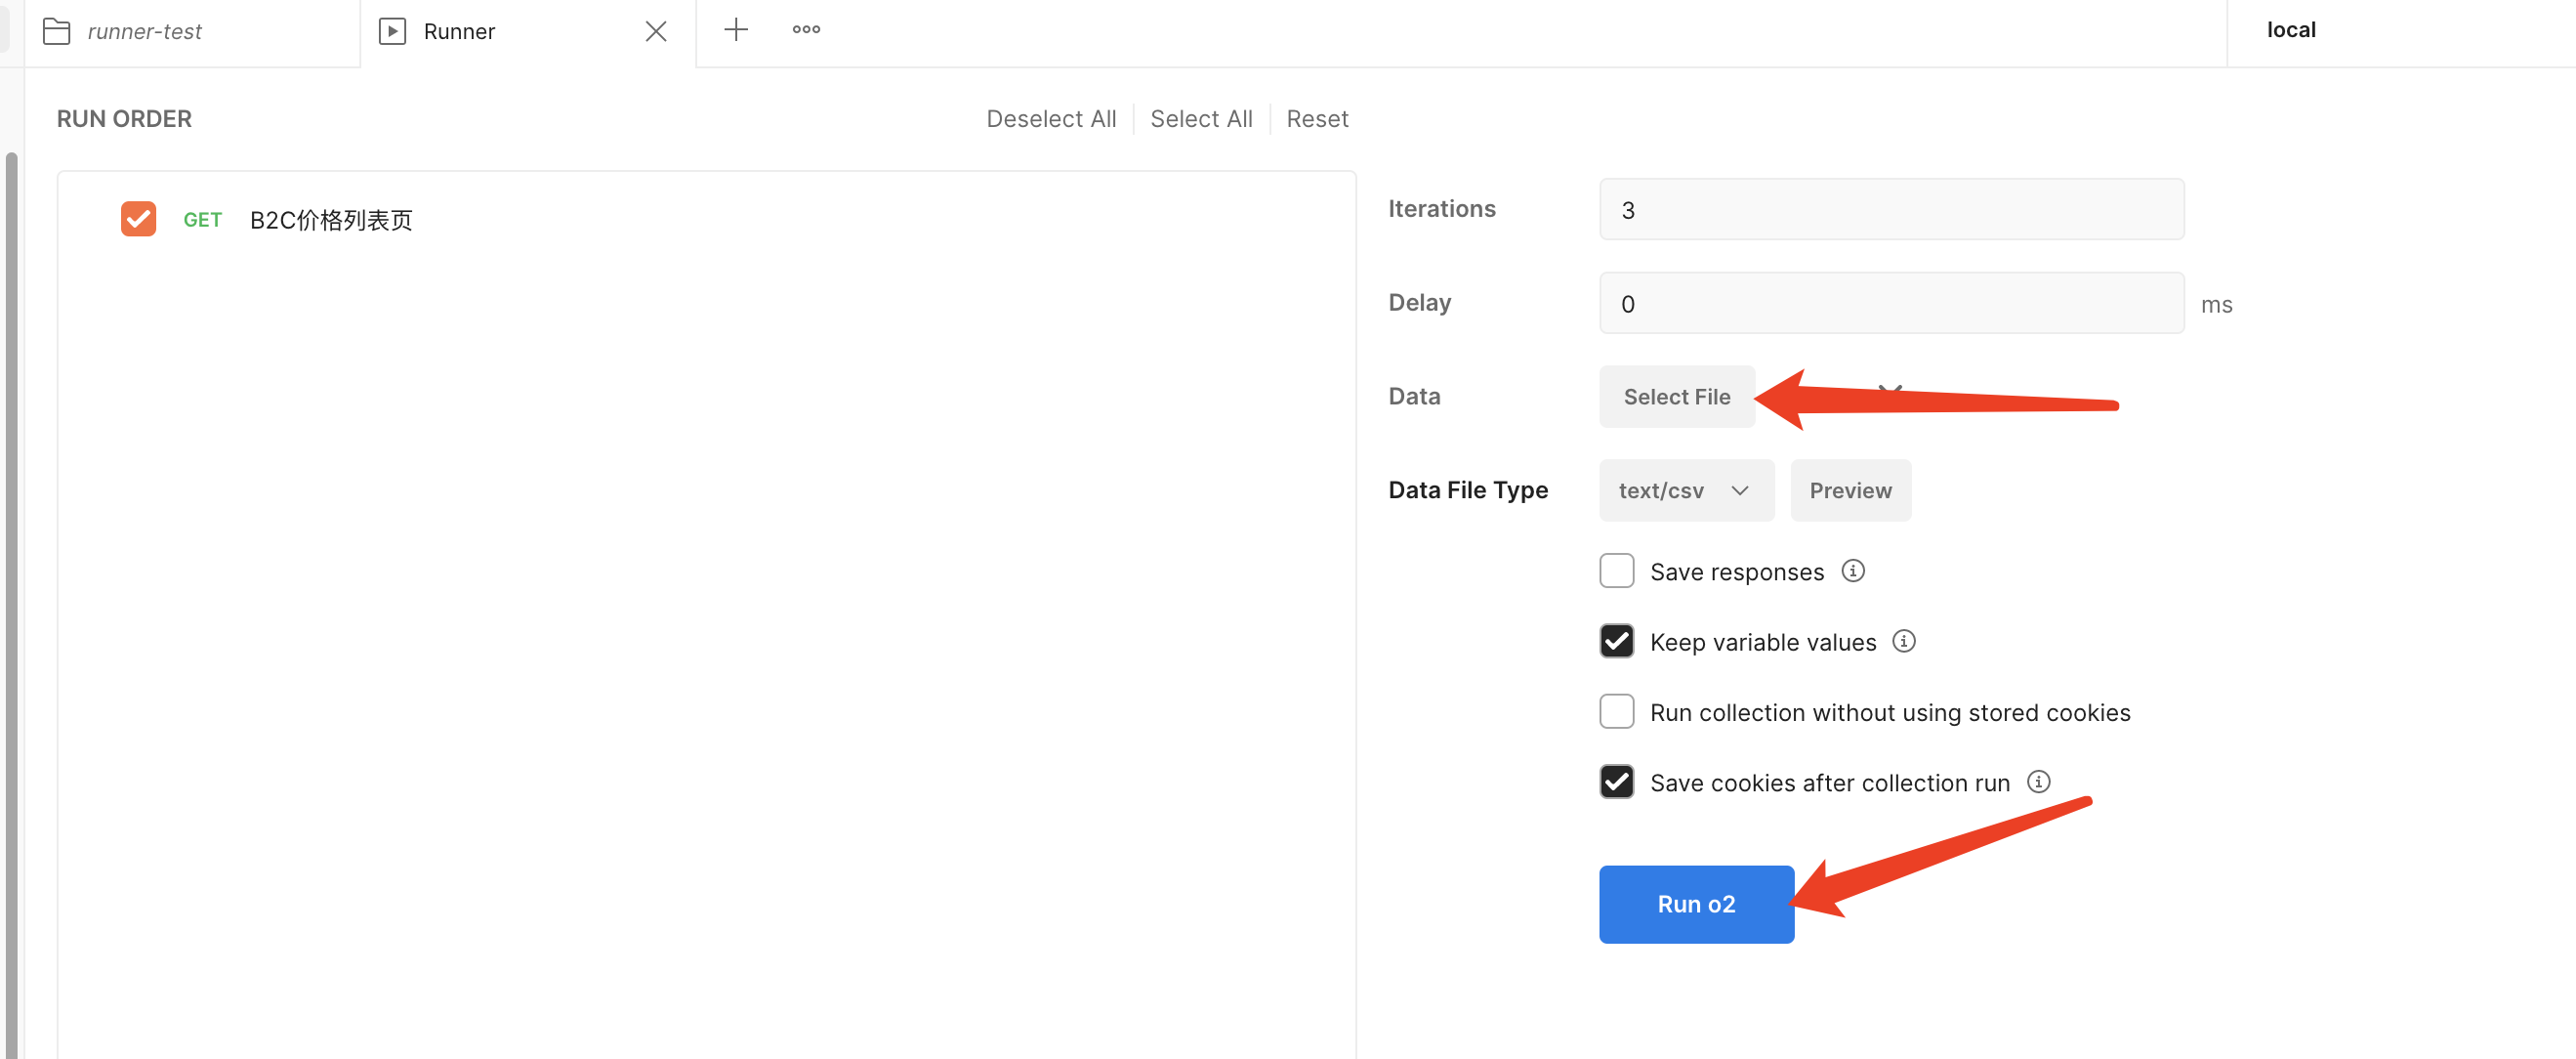 runner-test
Runner
local
RUN ORDER
Deselect All
Select All
Reset
GET B2C价格列表页
Iterations 3
Delay 0 ms
Data Select File
Data File Type text/csv Preview
Save responses
Keep variable values
Run collection without using stored cookies
Save cookies after collection run
Run o2